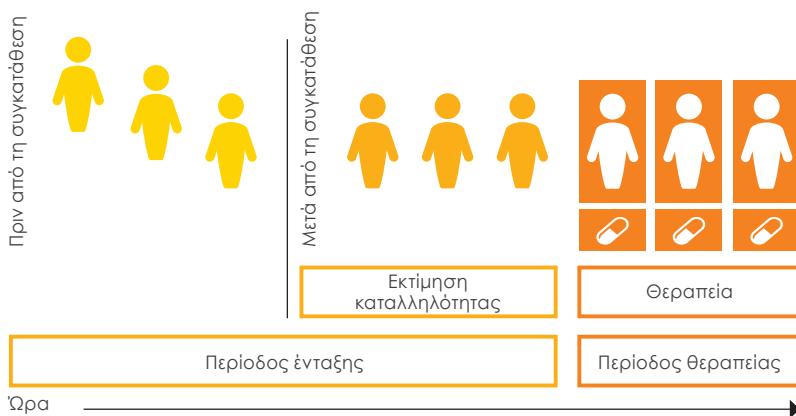 Πριν από τη συγκατάθεση
Μετά από τη συγκατάθεση
Εκτίμηση
καταλληλότητας
Θεραπεία
Περίοδος ένταξης
Περίοδος θεραπείας
Ώρα